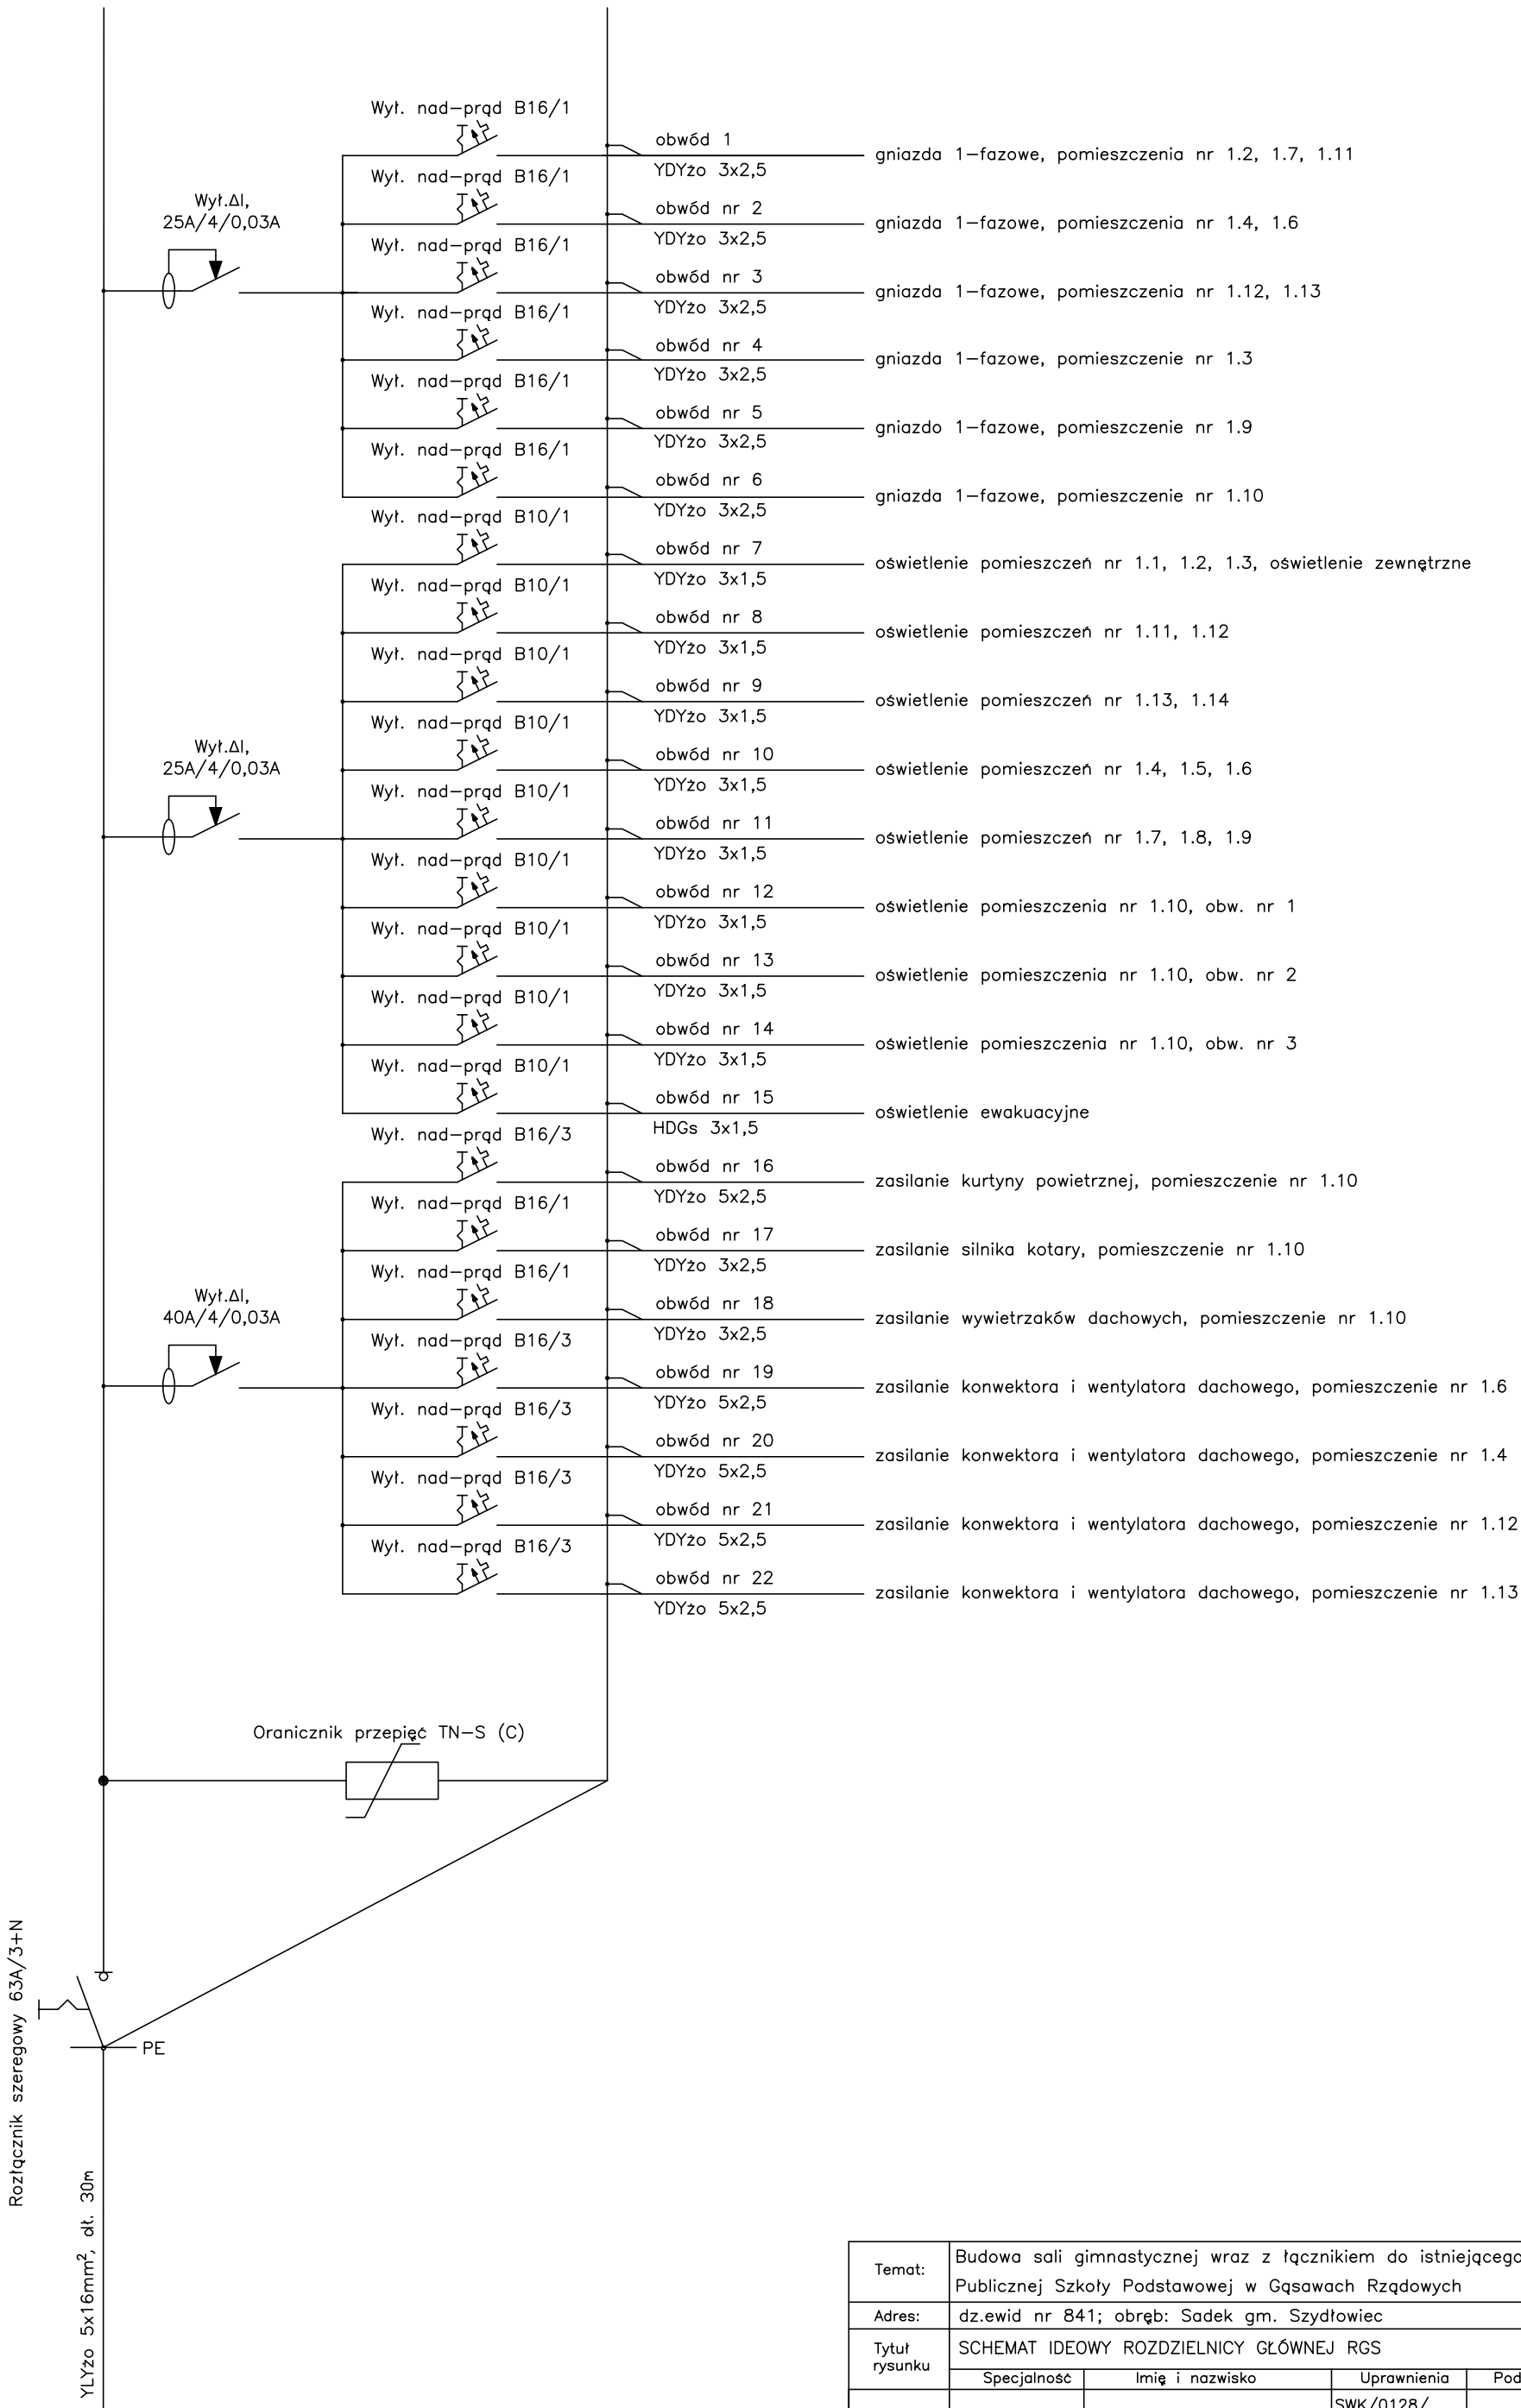 Wył. nad-prąd B16/1
obwód 1
YDYżo 3x2,5
gniazda 1-fazowe, pomieszczenia nr 1.2, 1.7, 1.11
Wył. nad-prąd B16/1
obwód nr 2
YDYżo 3x2,5
gniazda 1-fazowe, pomieszczenia nr 1.4, 1.6
Wył.ΔI,
25A/4/0,03A
Wył. nad-prąd B16/1
obwód nr 3
YDYżo 3x2,5
gniazda 1-fazowe, pomieszczenia nr 1.12, 1.13
Wył. nad-prąd B16/1
obwód nr 4
YDYżo 3x2,5
gniazda 1-fazowe, pomieszczenie nr 1.3
Wył. nad-prąd B16/1
obwód nr 5
YDYżo 3x2,5
gniazdo 1-fazowe, pomieszczenie nr 1.9
Wył. nad-prąd B16/1
obwód nr 6
YDYżo 3x2,5
gniazda 1-fazowe, pomieszczenie nr 1.10
Wył. nad-prąd B10/1
obwód nr 7
YDYżo 3x1,5
oświetlenie pomieszczeń nr 1.1, 1.2, 1.3, oświetlenie zewnętrzne
Wył. nad-prąd B10/1
obwód nr 8
YDYżo 3x1,5
oświetlenie pomieszczeń nr 1.11, 1.12
Wył. nad-prąd B10/1
obwód nr 9
YDYżo 3x1,5
oświetlenie pomieszczeń nr 1.13, 1.14
Wył. nad-prąd B10/1
obwód nr 10
YDYżo 3x1,5
oświetlenie pomieszczeń nr 1.4, 1.5, 1.6
Wył.ΔI,
25A/4/0,03A
Wył. nad-prąd B10/1
obwód nr 11
YDYżo 3x1,5
oświetlenie pomieszczeń nr 1.7, 1.8, 1.9
Wył. nad-prąd B10/1
obwód nr 12
YDYżo 3x1,5
oświetlenie pomieszczenia nr 1.10, obw. nr 1
Wył. nad-prąd B10/1
obwód nr 13
YDYżo 3x1,5
oświetlenie pomieszczenia nr 1.10, obw. nr 2
Wył. nad-prąd B10/1
obwód nr 14
YDYżo 3x1,5
oświetlenie pomieszczenia nr 1.10, obw. nr 3
Wył. nad-prąd B10/1
obwód nr 15
HDGs 3x1,5
oświetlenie ewakuacyjne
Wył. nad-prąd B16/3
obwód nr 16
YDYżo 5x2,5
zasilanie kurtyny powietrznej, pomieszczenie nr 1.10
Wył. nad-prąd B16/1
obwód nr 17
YDYżo 3x2,5
zasilanie silnika kotary, pomieszczenie nr 1.10
Wył. nad-prąd B16/1
obwód nr 18
YDYżo 3x2,5
zasilanie wywietrzaków dachowych, pomieszczenie nr 1.10
Wył.ΔI,
40A/4/0,03A
Wył. nad-prąd B16/3
obwód nr 19
YDYżo 5x2,5
zasilanie konwektora i wentylatora dachowego, pomieszczenie nr 1.6
Wył. nad-prąd B16/3
obwód nr 20
YDYżo 5x2,5
zasilanie konwektora i wentylatora dachowego, pomieszczenie nr 1.4
Wył. nad-prąd B16/3
obwód nr 21
YDYżo 5x2,5
zasilanie konwektora i wentylatora dachowego, pomieszczenie nr 1.12
Wył. nad-prąd B16/3
obwód nr 22
YDYżo 5x2,5
zasilanie konwektora i wentylatora dachowego, pomieszczenie nr 1.13
Oranicznik przepięć TN-S (C)
Rozłącznik szeregowy 63A/3+N
PE
YLYżo 5x16mm², dł. 30m
Temat:
Budowa sali gimnastycznej wraz z łącznikiem do istniejącego
Publicznej Szkoły Podstawowej w Gąsawach Rządowych
Adres:
dz.ewid nr 841; obręb: Sadek gm. Szydłowiec
Tytuł
rysunku
SCHEMAT IDEOWY ROZDZIELNICY GŁÓWNEJ RGS
Specjalność
Imię i nazwisko
Uprawnienia
Pod
SWK/0128/